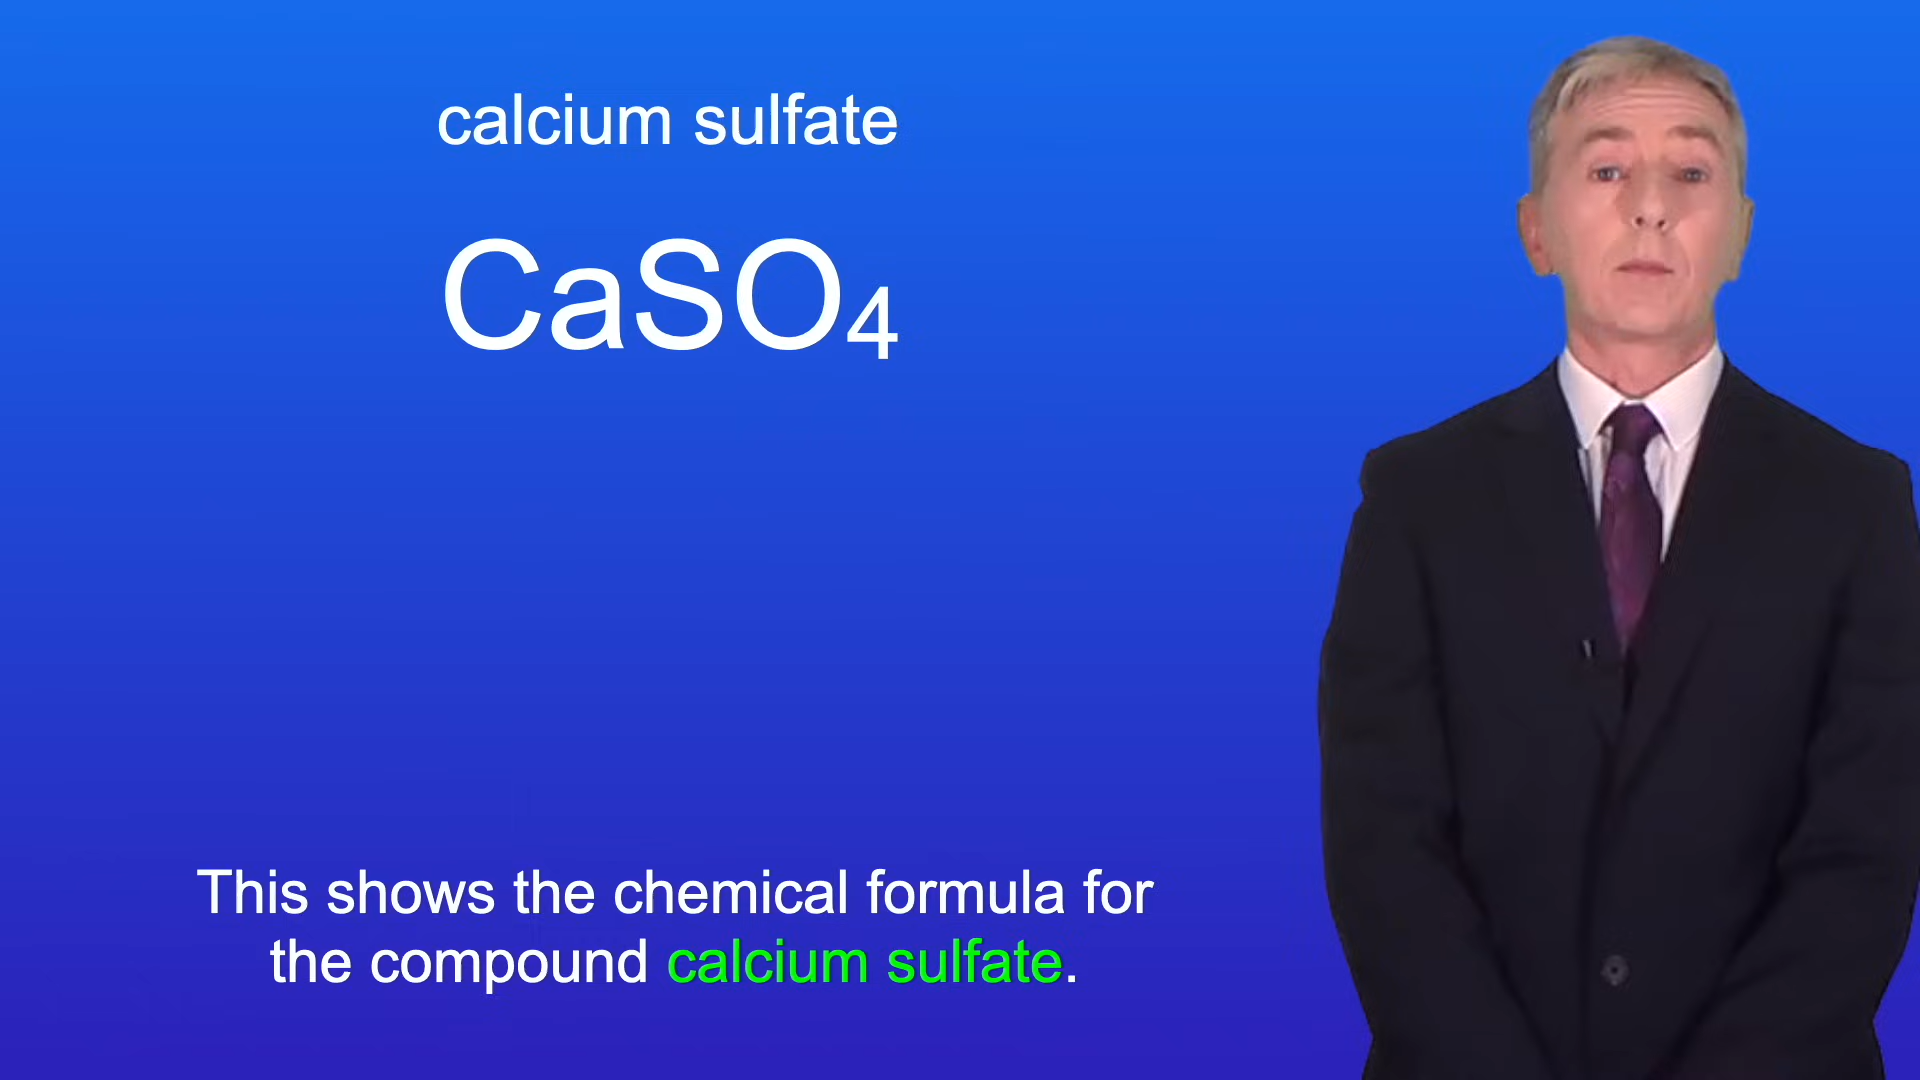 calcium sulfate
CaSO₄
This shows the chemical formula for
the compound calcium sulfate.